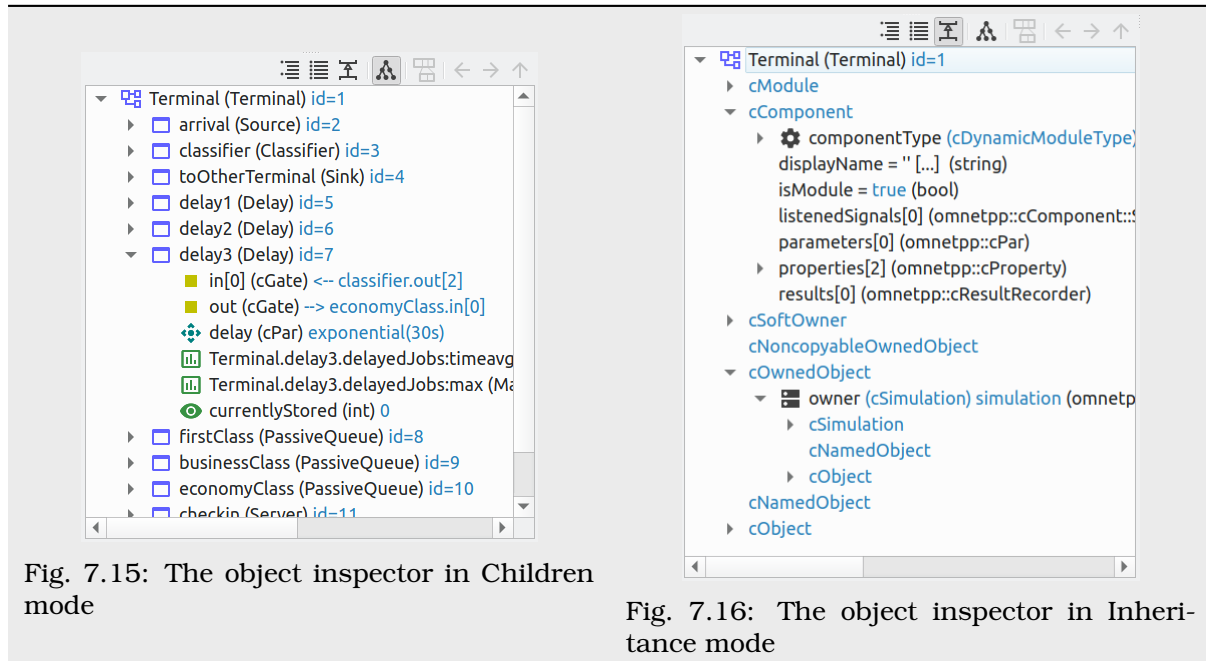 Terminal (Terminal) id=1
arrival (Source) id=2
classifier (Classifier) id=3
toOtherTerminal (Sink) id=4
delay1 (Delay) id=5
delay2 (Delay) id=6
delay3 (Delay) id=7
in[0] (cGate) <-- classifier.out[2]
out (cGate) --> economyClass.in[0]
delay (cPar) exponential(30s)
Terminal.delay3.delayedJobs:timeavg
Terminal.delay3.delayedJobs:max (Ma
currentlyStored (int) 0
firstClass (PassiveQueue) id=8
businessClass (PassiveQueue) id=9
economyClass (PassiveQueue) id=10
checkin (Server) id=11
Fig. 7.15: The object inspector in Children
mode
Terminal (Terminal) id=1
cModule
cComponent
componentType (cDynamicModuleType)
displayName = '' [...] (string)
isModule = true (bool)
listenedSignals[0] (omnetpp::cComponent::S
parameters[0] (omnetpp::cPar)
properties[2] (omnetpp::cProperty)
results[0] (omnetpp::cResultRecorder)
cSoftOwner
cNoncopyableOwnedObject
cOwnedObject
owner (cSimulation) simulation (omnetp
cSimulation
cNamedObject
cObject
cNamedObject
cObject
Fig. 7.16: The object inspector in Inheri-
tance mode